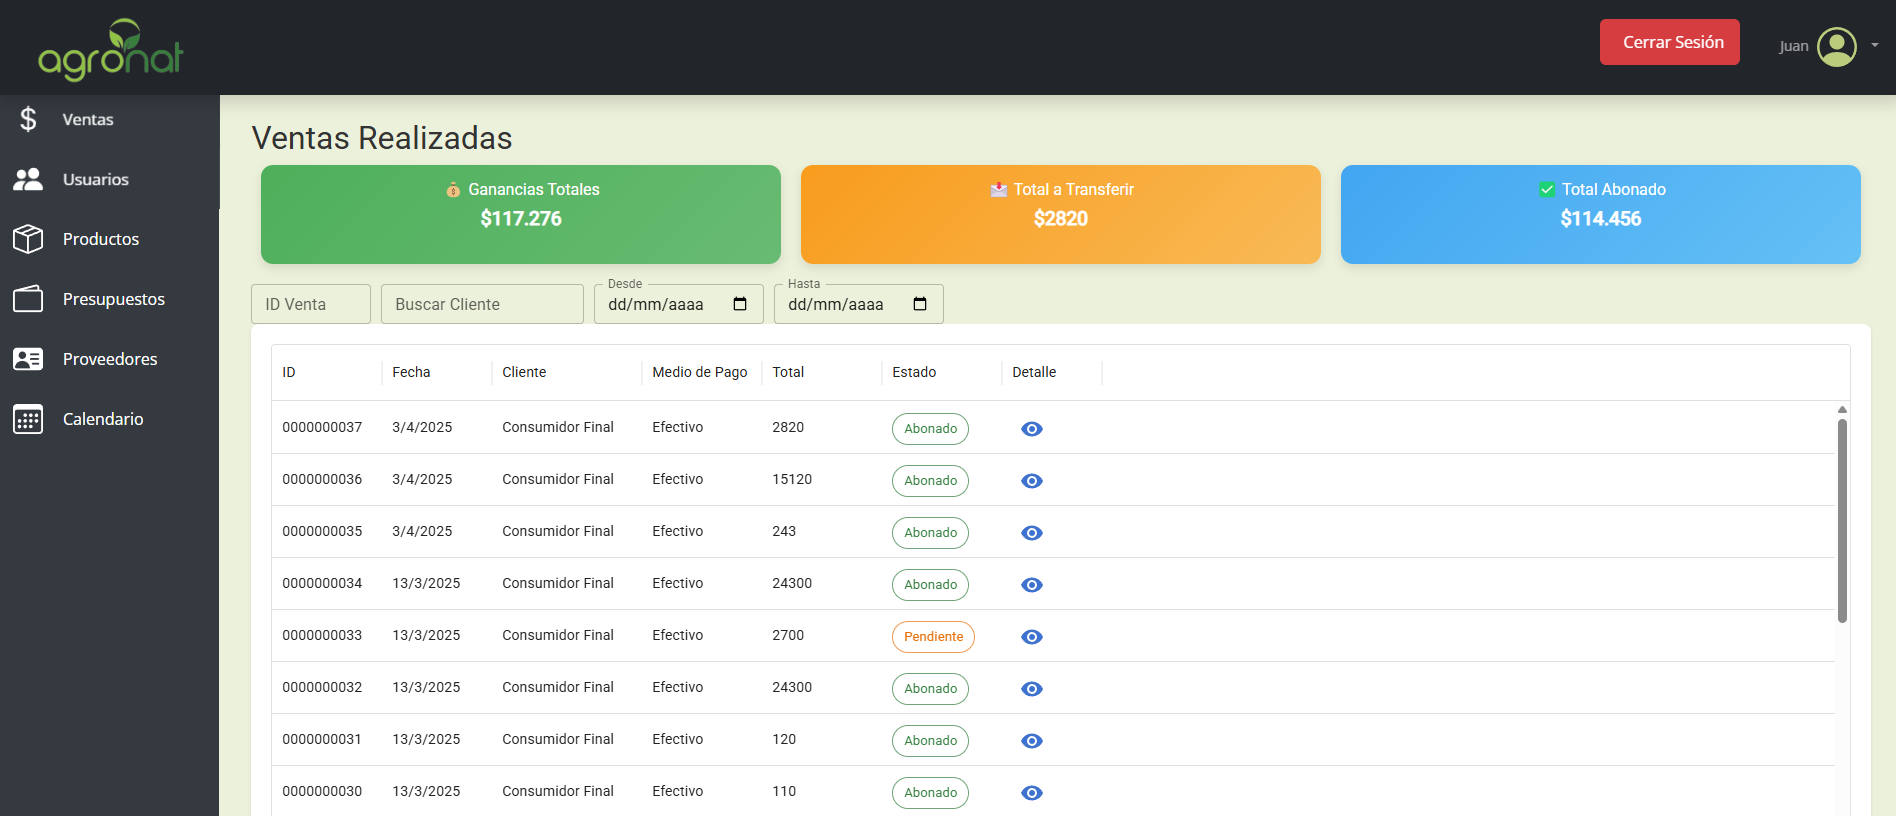 agronat
Cerrar Sesión
Juan
Ventas
Usuarios
Productos
Presupuestos
Proveedores
Calendario
Ventas Realizadas
Ganancias Totales
$117.276
Total a Transferir
$2820
Total Abonado
$114.456
ID Venta
Buscar Cliente
Desde
dd/mm/aaaa
Hasta
dd/mm/aaaa
ID Fecha Cliente Medio de Pago Total Estado Detalle
0000000037 3/4/2025 Consumidor Final Efectivo 2820 Abonado
0000000036 3/4/2025 Consumidor Final Efectivo 15120 Abonado
0000000035 3/4/2025 Consumidor Final Efectivo 243 Abonado
0000000034 13/3/2025 Consumidor Final Efectivo 24300 Abonado
0000000033 13/3/2025 Consumidor Final Efectivo 2700 Pendiente
0000000032 13/3/2025 Consumidor Final Efectivo 24300 Abonado
0000000031 13/3/2025 Consumidor Final Efectivo 120 Abonado
0000000030 13/3/2025 Consumidor Final Efectivo 110 Abonado